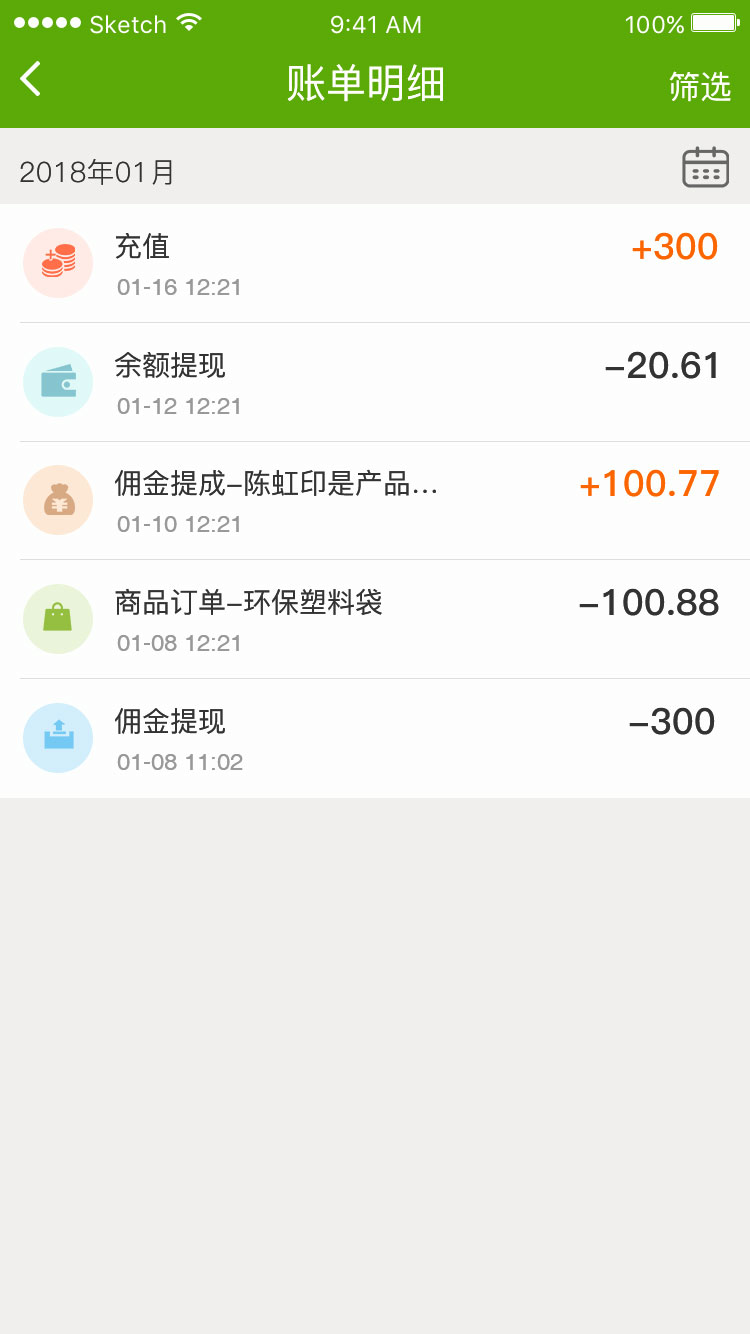 Sketch 9:41 AM 100%
账单明细 筛选
2018年01月
充值 +300
01-16 12:21
余额提现 −20.61
01-12 12:21
佣金提成–陈虹印是产品... +100.77
01-10 12:21
商品订单–环保塑料袋 −100.88
01-08 12:21
佣金提现 −300
01-08 11:02